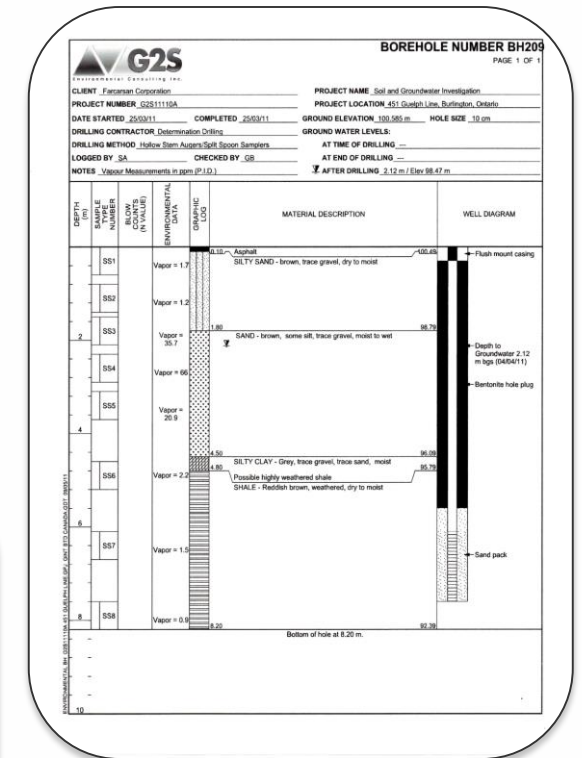 G2S
Environmental Consulting Inc.
BOREHOLE NUMBER BH209
PAGE 1 OF 1
CLIENT Farcarsan Corporation
PROJECT NAME Soil and Groundwater Investigation
PROJECT NUMBER G2S11110A
PROJECT LOCATION 451 Guelph Line, Burlington, Ontario
DATE STARTED 25/03/11 COMPLETED 25/03/11
GROUND ELEVATION 100.585 m HOLE SIZE 10 cm
DRILLING CONTRACTOR Determination Drilling
GROUND WATER LEVELS:
DRILLING METHOD Hollow Stem Augers/Split Spoon Samplers
AT TIME OF DRILLING ---
LOGGED BY SA CHECKED BY GB
AT END OF DRILLING ---
NOTES Vapour Measurements in ppm (P.I.D.)
AFTER DRILLING 2.12 m / Elev 98.47 m
DEPTH (m)
SAMPLE TYPE NUMBER
BLOW COUNTS (N VALUE)
ENVIRONMENTAL DATA
GRAPHIC LOG
MATERIAL DESCRIPTION
WELL DIAGRAM
0.10 Asphalt 100.49
Flush mount casing
SS1
Vapor = 1.7
SILTY SAND - brown, trace gravel, dry to moist
SS2
Vapor = 1.2
1.80 98.79
2
SS3
Vapor = 35.7
SAND - brown, some silt, trace gravel, moist to wet
Depth to
Groundwater 2.12
m bgs (04/04/11)
SS4
Vapor = 66
Bentonite hole plug
SS5
Vapor = 20.9
4
4.50 96.09
SILTY CLAY - Grey, trace gravel, trace sand, moist
4.80 95.79
SS6
Vapor = 2.2
Possible highly weathered shale
SHALE - Reddish brown, weathered, dry to moist
6
SS7
Vapor = 1.5
Sand pack
8
SS8
Vapor = 0.9
8.20 92.39
Bottom of hole at 8.20 m.
10